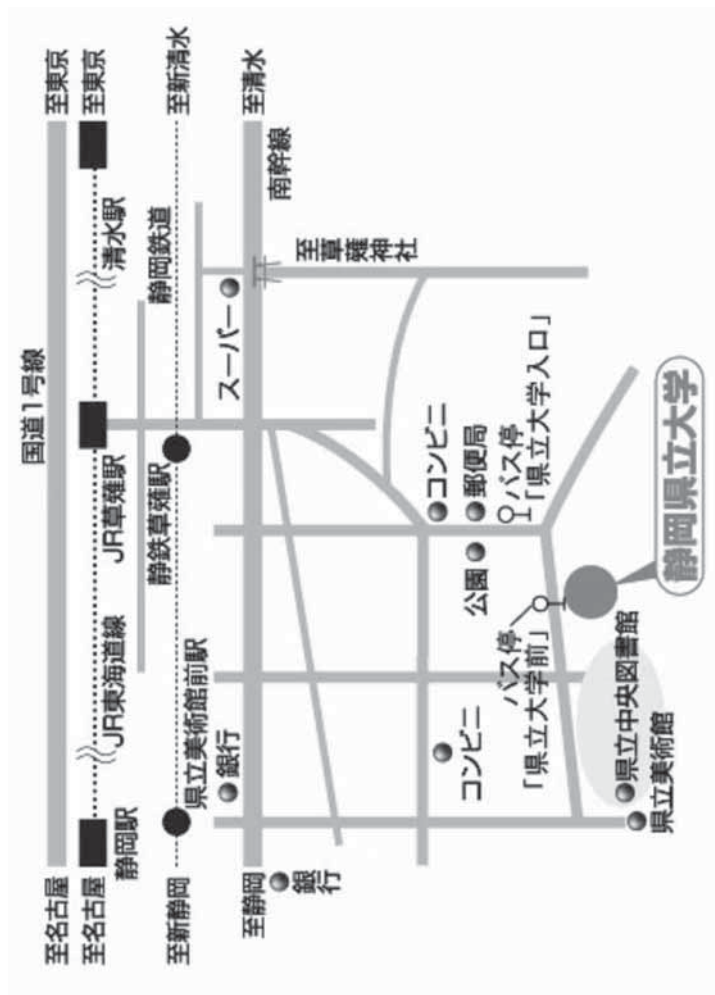 国道1号線
至名古屋
至東京
至名古屋
至東京
静岡駅
JR東海道線
JR草薙駅
清水駅
至新静岡
県立美術館前駅
静鉄草薙駅
静岡鉄道
至新清水
銀行
スーパー
至静岡
至清水
南幹線
銀行
至草薙神社
コンビニ
コンビニ
公園
郵便局
バス停
「県立大学入口」
バス停
「県立大学前」
県立中央図書館
県立美術館
静岡県立大学